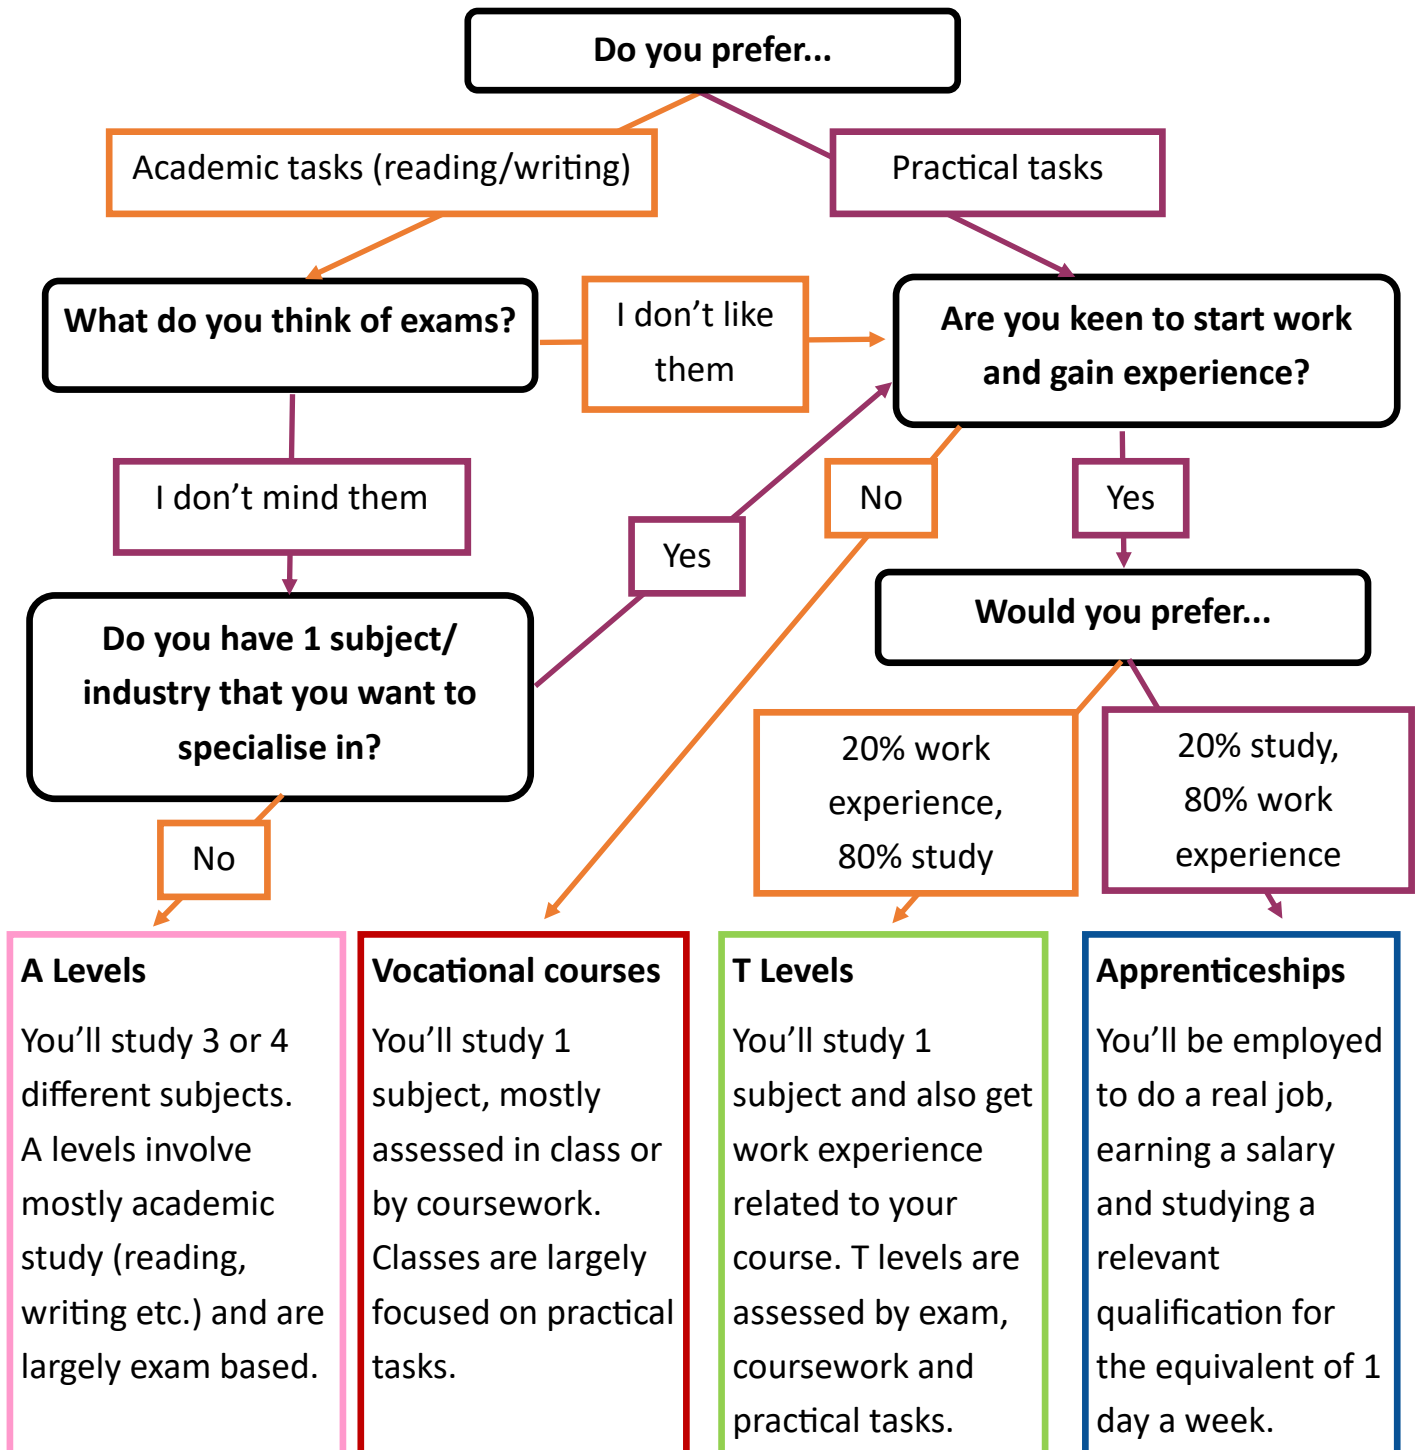 Do you prefer...
Academic tasks (reading/writing)
Practical tasks
What do you think of exams?
I don’t like
them
Are you keen to start work
and gain experience?
I don’t mind them
No
Yes
Yes
Do you have 1 subject/
industry that you want to
specialise in?
Would you prefer...
20% work
experience,
80% study
20% study,
80% work
experience
No
A Levels
You’ll study 3 or 4
different subjects.
A levels involve
mostly academic
study (reading,
writing etc.) and are
largely exam based.
Vocational courses
You’ll study 1
subject, mostly
assessed in class or
by coursework.
Classes are largely
focused on practical
tasks.
T Levels
You’ll study 1
subject and also get
work experience
related to your
course. T levels are
assessed by exam,
coursework and
practical tasks.
Apprenticeships
You’ll be employed
to do a real job,
earning a salary
and studying a
relevant
qualification for
the equivalent of 1
day a week.